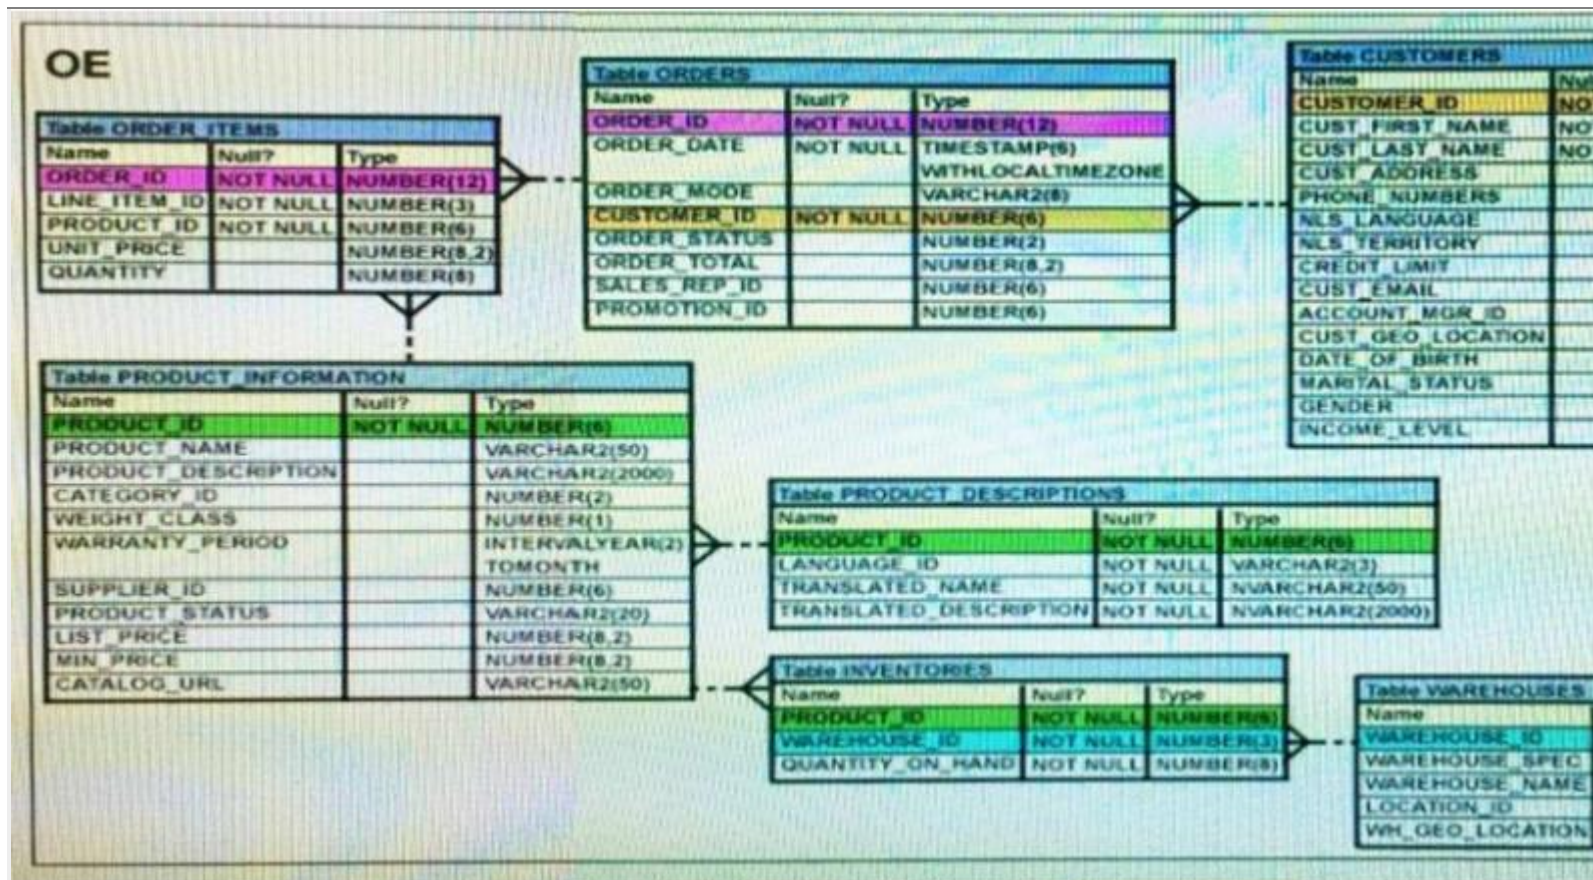 OE
Table ORDER_ITEMS
Name Null? Type
ORDER_ID NOT NULL NUMBER(12)
LINE_ITEM_ID NOT NULL NUMBER(3)
PRODUCT_ID NOT NULL NUMBER(6)
UNIT_PRICE NUMBER(8,2)
QUANTITY NUMBER(8)
Table ORDERS
Name Null? Type
ORDER_ID NOT NULL NUMBER(12)
ORDER_DATE NOT NULL TIMESTAMP(6)
WITHLOCALTIMEZONE
ORDER_MODE VARCHAR2(8)
CUSTOMER_ID NOT NULL NUMBER(6)
ORDER_STATUS NUMBER(2)
ORDER_TOTAL NUMBER(8,2)
SALES_REP_ID NUMBER(6)
PROMOTION_ID NUMBER(6)
Table CUSTOMERS
Name Nul
CUSTOMER_ID NO
CUST_FIRST_NAME NO
CUST_LAST_NAME NO
CUST_ADDRESS
PHONE_NUMBERS
NLS_LANGUAGE
NLS_TERRITORY
CREDIT_LIMIT
CUST_EMAIL
ACCOUNT_MGR_ID
CUST_GEO_LOCATION
DATE_OF_BIRTH
MARITAL_STATUS
GENDER
INCOME_LEVEL
Table PRODUCT_INFORMATION
Name Null? Type
PRODUCT_ID NOT NULL NUMBER(6)
PRODUCT_NAME VARCHAR2(50)
PRODUCT_DESCRIPTION VARCHAR2(2000)
CATEGORY_ID NUMBER(2)
WEIGHT_CLASS NUMBER(1)
WARRANTY_PERIOD INTERVALYEAR(2)
TOMONTH
SUPPLIER_ID NUMBER(6)
PRODUCT_STATUS VARCHAR2(20)
LIST_PRICE NUMBER(8,2)
MIN_PRICE NUMBER(8,2)
CATALOG_URL VARCHAR2(50)
Table PRODUCT_DESCRIPTIONS
Name Null? Type
PRODUCT_ID NOT NULL NUMBER(6)
LANGUAGE_ID NOT NULL VARCHAR2(3)
TRANSLATED_NAME NOT NULL NVARCHAR2(50)
TRANSLATED_DESCRIPTION NOT NULL NVARCHAR2(2000)
Table INVENTORIES
Name Null? Type
PRODUCT_ID NOT NULL NUMBER(6)
WAREHOUSE_ID NOT NULL NUMBER(3)
QUANTITY_ON_HAND NOT NULL NUMBER(8)
Table WAREHOUSES
Name
WAREHOUSE_ID
WAREHOUSE_SPEC
WAREHOUSE_NAME
LOCATION_ID
WH_GEO_LOCATION